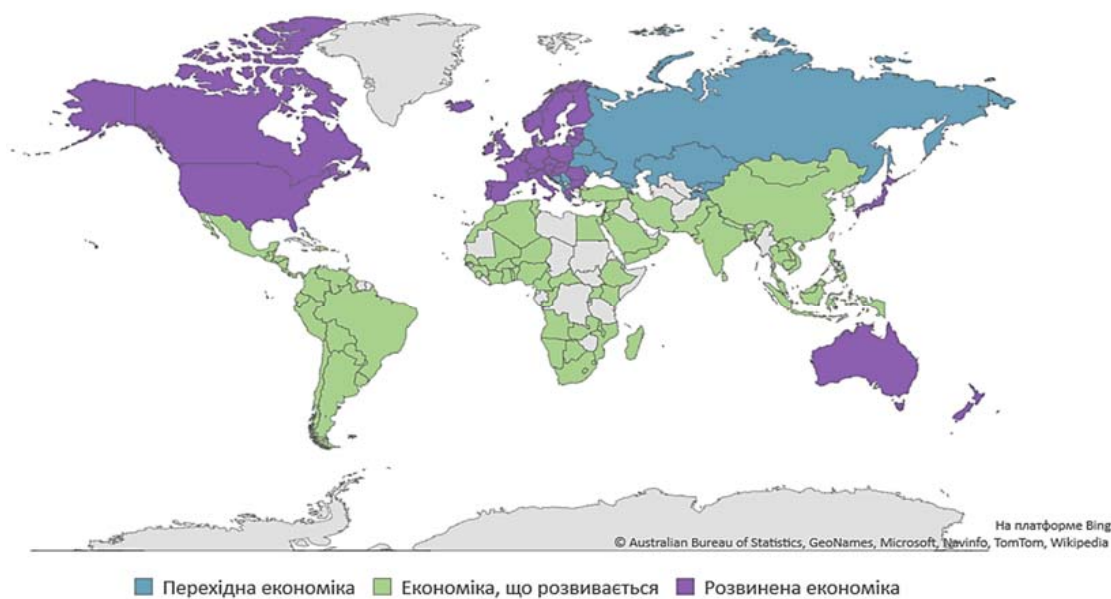 На платформе Bing
© Australian Bureau of Statistics, GeoNames, Microsoft, Navinfo, TomTom, Wikipedia
Перехідна економіка Економіка, що розвивається Розвинена економіка